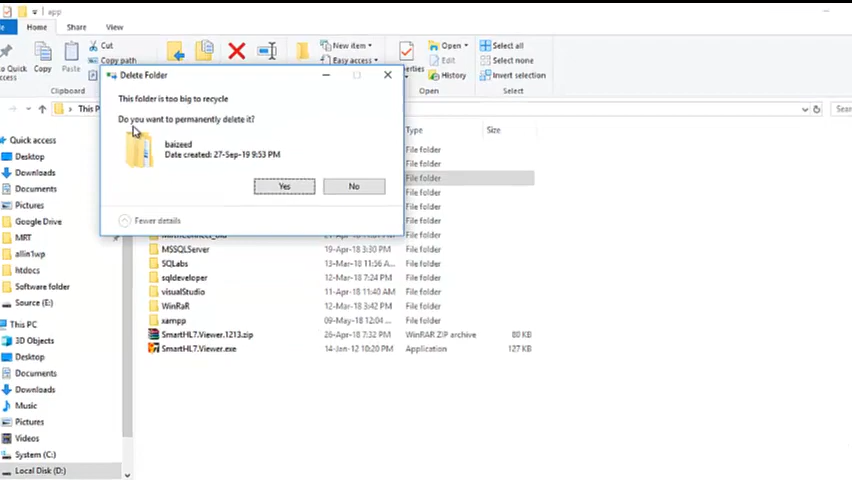 app
Home Share View
Cut
Copy path
to Quick
access
Copy
Paste
New item
Easy access
Open
Edit
History
Select all
Select none
Invert selection
Clipboard
Open
Select
Delete Folder
This folder is too big to recycle
Do you want to permanently delete it?
baizeed
Date created: 27-Sep-19 9:53 PM
Yes No
Fewer details
This P
Type Size
File folder
File folder
File folder
File folder
File folder
File folder
File folder
MSSQLServer 19-Apr-18 3:30 PM File folder
SQLabs 13-Mar-18 11:56 A... File folder
sqldeveloper 12-Mar-18 7:24 PM File folder
visualStudio 11-Apr-18 11:40 AM File folder
WinRaR 12-Mar-18 3:42 PM File folder
xampp 09-May-18 12:04 ... File folder
SmartHL7.Viewer.1213.zip 26-Apr-18 7:32 PM WinRAR ZIP archive 80 KB
SmartHL7.Viewer.exe 14-Jan-12 10:20 PM Application 127 KB
Quick access
Desktop
Downloads
Documents
Pictures
Google Drive
MRT
allin1wp
htdocs
Software folder
Source (E:)
This PC
3D Objects
Desktop
Documents
Downloads
Music
Pictures
Videos
System (C:)
Local Disk (D:)